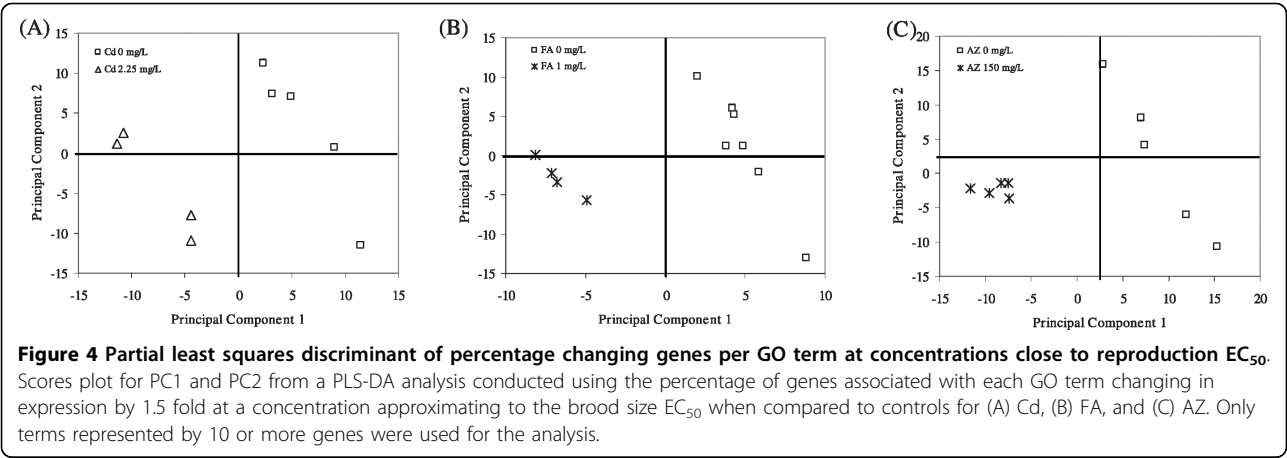 (A)
15
10
5
0
-5
-10
-15
Principal Component 2
Cd 0 mg/L
Cd 2.25 mg/L
-15 -10 -5 0 5 10 15
Principal Component 1
(B)
15
10
5
0
-5
-10
-15
Principal Component 2
FA 0 mg/L
FA 1 mg/L
-10 -5 0 5 10
Principal Component 1
(C)
20
15
10
5
0
-5
-10
-15
Principal Component 2
AZ 0 mg/L
AZ 150 mg/L
-15 -10 -5 0 5 10 15 20
Principal Component 1
Figure 4 Partial least squares discriminant of percentage changing genes per GO term at concentrations close to reproduction EC50.
Scores plot for PC1 and PC2 from a PLS-DA analysis conducted using the percentage of genes associated with each GO term changing in
expression by 1.5 fold at a concentration approximating to the brood size EC50 when compared to controls for (A) Cd, (B) FA, and (C) AZ. Only
terms represented by 10 or more genes were used for the analysis.